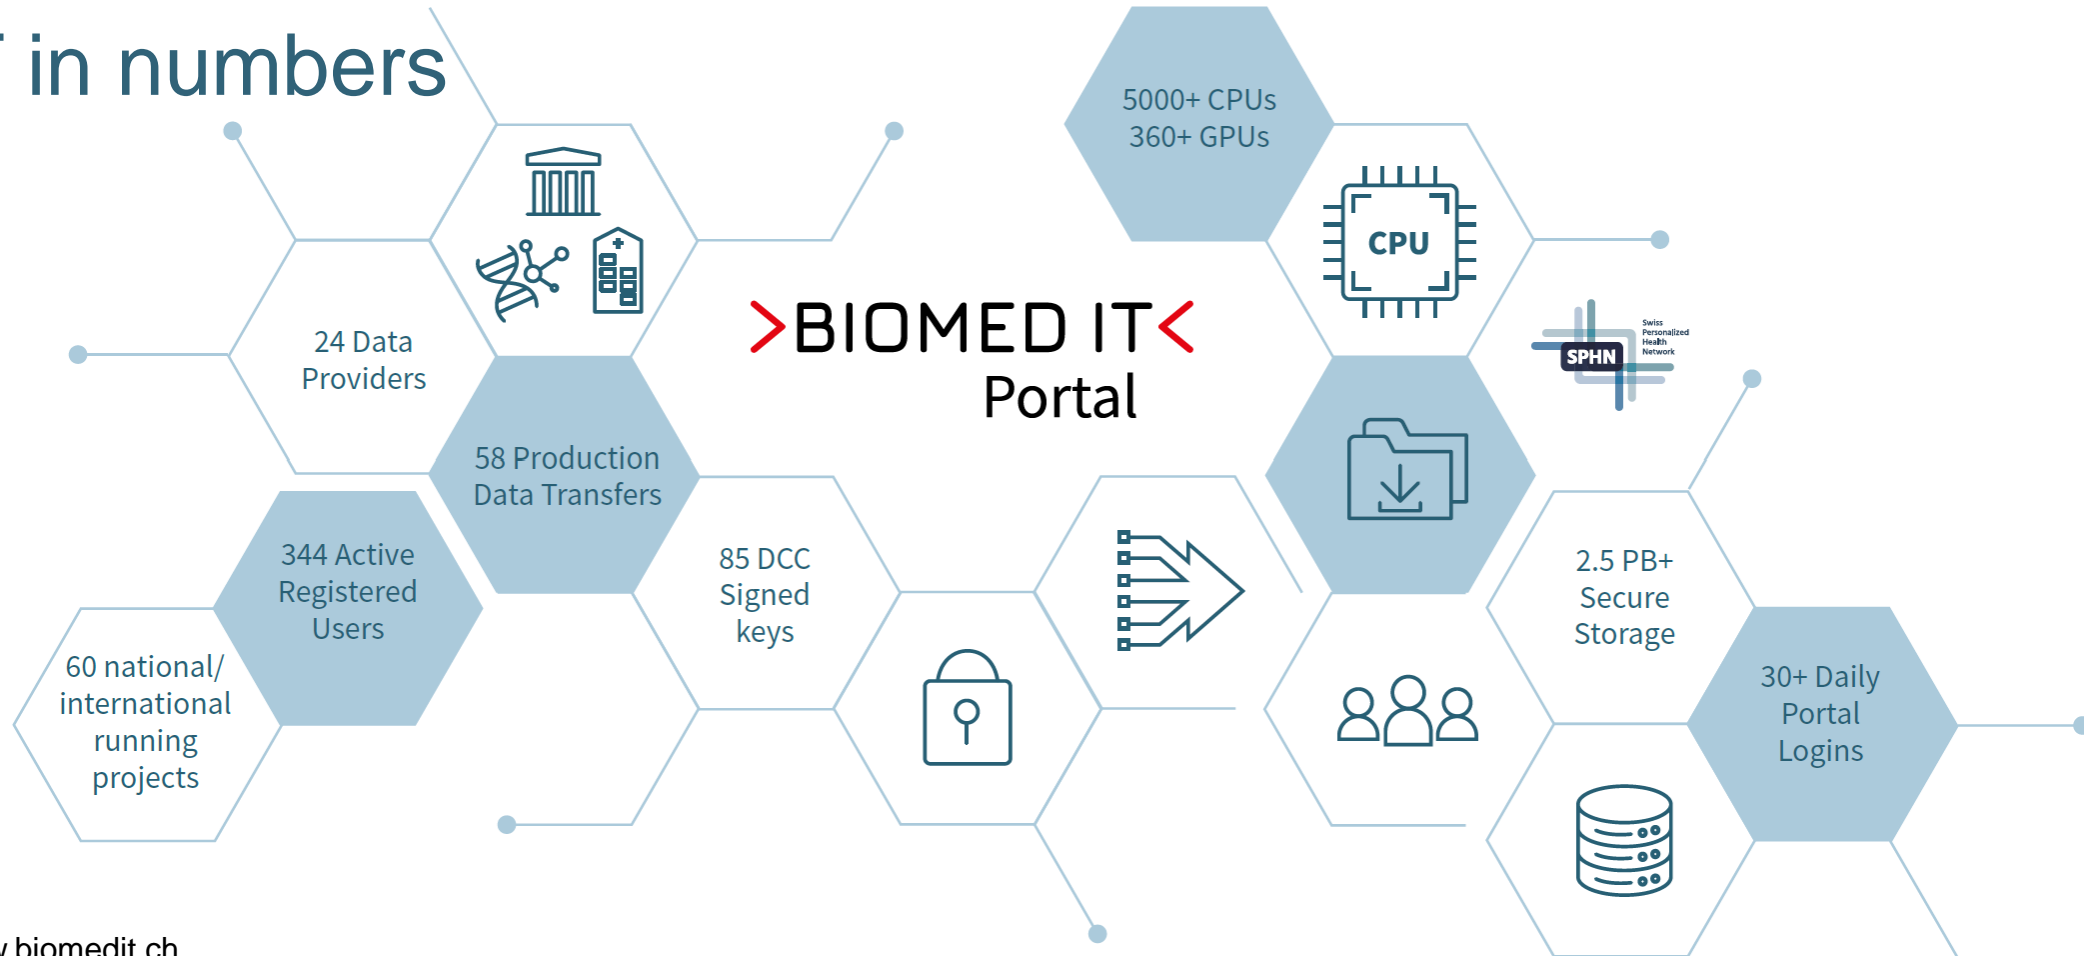 in numbers
5000+ CPUs
360+ GPUs
CPU
24 Data
Providers
>BIOMED IT<
Portal
SPHN
Swiss
Personalized
Health
Network
58 Production
Data Transfers
344 Active
Registered
Users
85 DCC
Signed
keys
2.5 PB+
Secure
Storage
60 national/
international
running
projects
30+ Daily
Portal
Logins
biomedit.ch